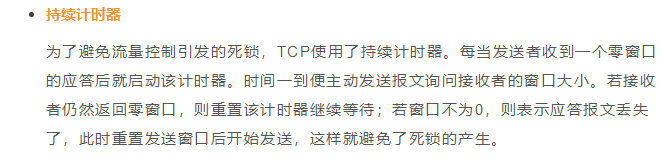 持续计时器
为了避免流量控制引发的死锁，TCP使用了持续计时器。每当发送者收到一个零窗口
的应答后就启动该计时器。时间一到便主动发送报文询问接收者的窗口大小。若接收
者仍然返回零窗口，则重置该计时器继续等待；若窗口不为0，则表示应答报文丢失
了，此时重置发送窗口后开始发送，这样就避免了死锁的产生。